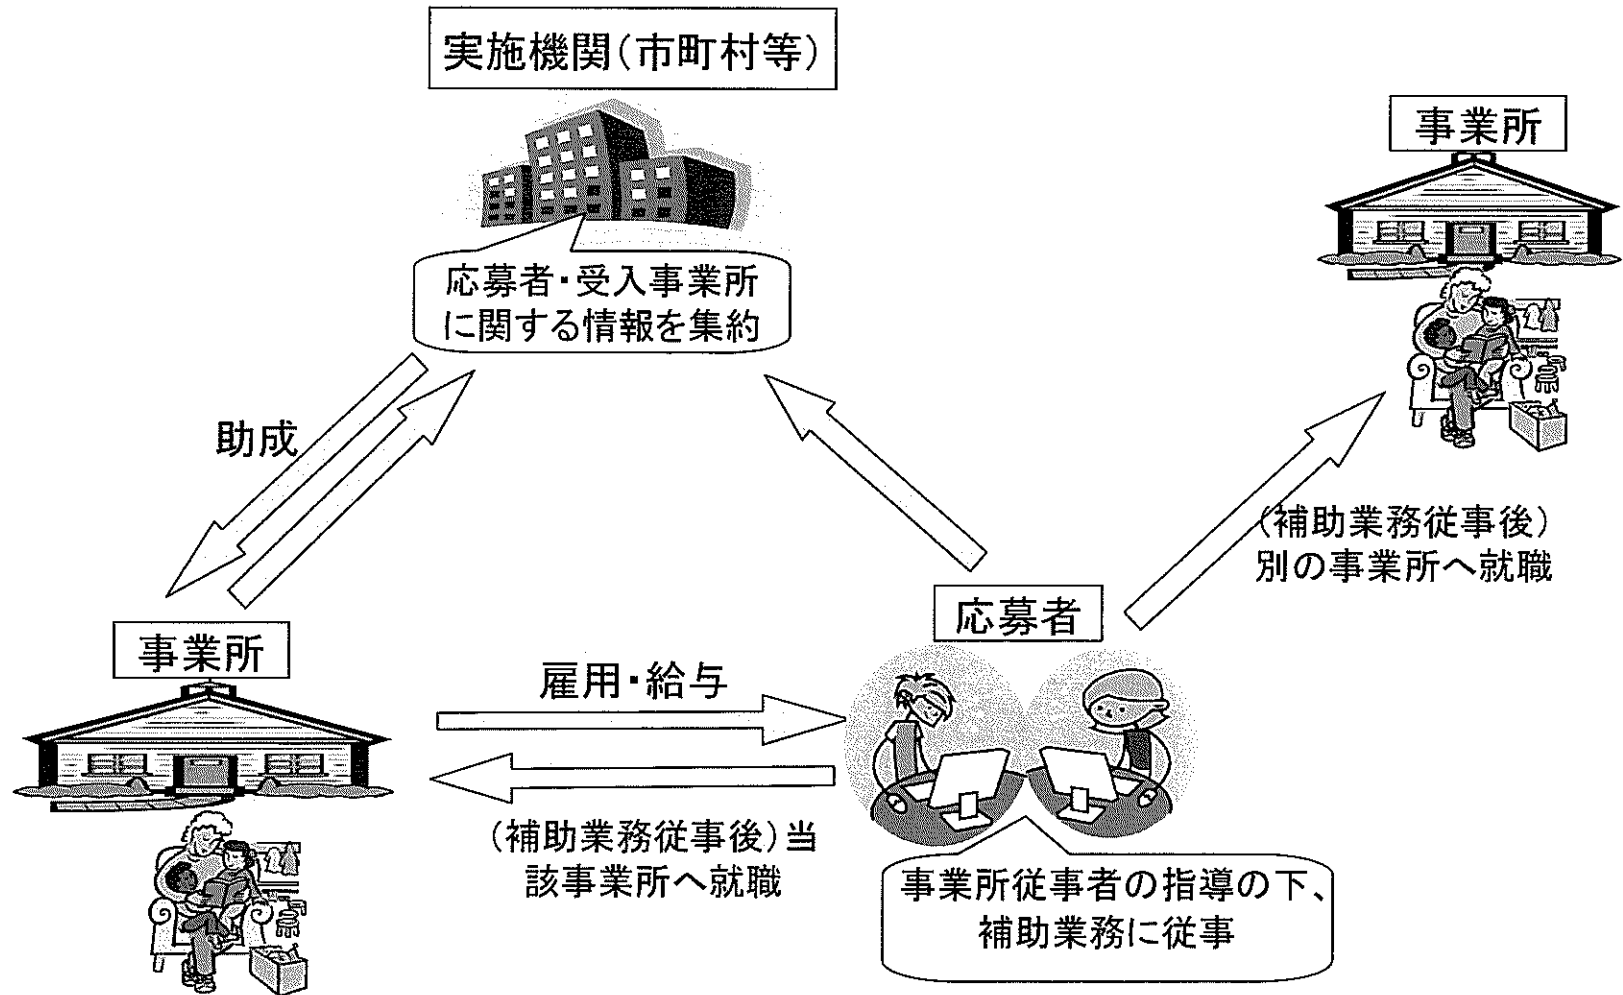 実施機関(市町村等)
事業所
応募者・受入事業所
に関する情報を集約
助成
(補助業務従事後)
別の事業所へ就職
応募者
事業所
雇用・給与
(補助業務従事後)当
該事業所へ就職
事業所従事者の指導の下、
補助業務に従事